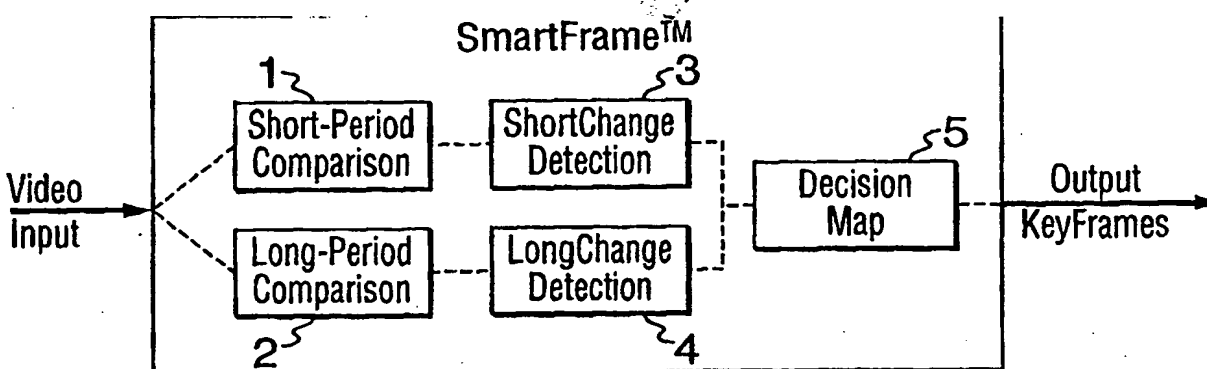 SmartFrame™
1
Short-Period
Comparison
3
ShortChange
Detection
5
Decision
Map
Video
Input
Output
KeyFrames
Long-Period
Comparison
2
LongChange
Detection
4